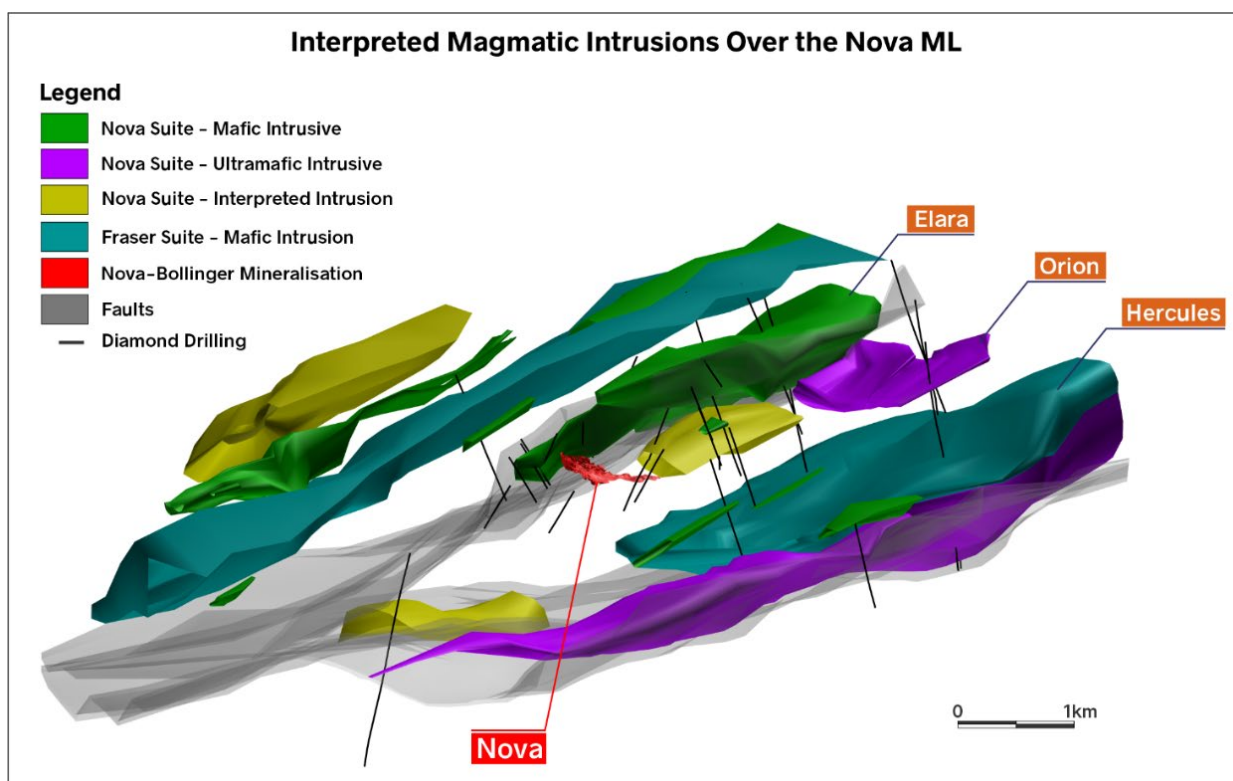 Interpreted Magmatic Intrusions Over the Nova ML
Legend
Nova Suite – Mafic Intrusive
Nova Suite – Ultramafic Intrusive
Nova Suite – Interpreted Intrusion
Fraser Suite – Mafic Intrusion
Nova–Bollinger Mineralisation
Faults
Diamond Drilling
Elara
Orion
Hercules
Nova
0 1km